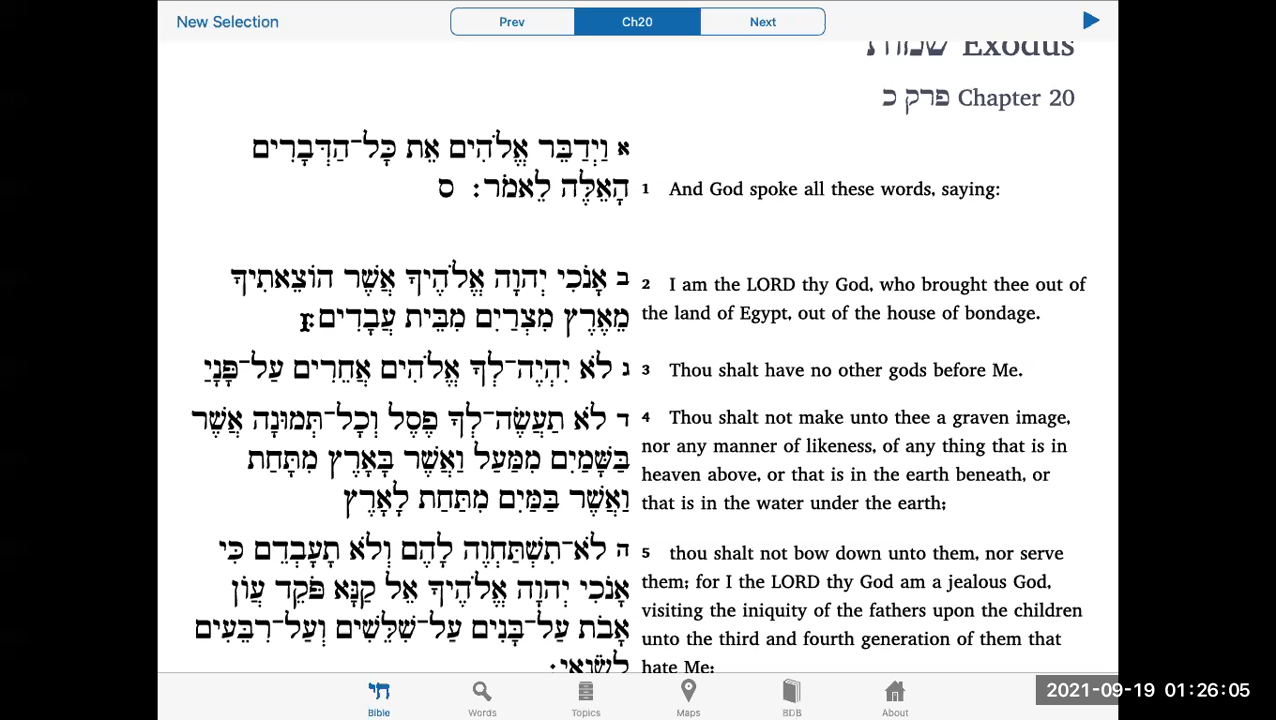 New Selection
Prev Ch20 Next
שמות Exodus
פרק כ Chapter 20
א וַיְדַבֵּר אֱלֹהִים אֵת כָּל־הַדְּבָרִים
הָאֵלֶּה לֵאמֹר: ס
1 And God spoke all these words, saying:
ב אָנֹכִי יְהוָה אֱלֹהֶיךָ אֲשֶׁר הוֹצֵאתִיךָ
מֵאֶרֶץ מִצְרַיִם מִבֵּית עֲבָדִים
2 I am the LORD thy God, who brought thee out of
the land of Egypt, out of the house of bondage.
ג לֹא יִהְיֶה־לְךָ אֱלֹהִים אֲחֵרִים עַל־פָּנָיַ
3 Thou shalt have no other gods before Me.
ד לֹא תַעֲשֶׂה־לְךָ פֶסֶל וְכָל־תְּמוּנָה אֲשֶׁר
בַּשָּׁמַיִם מִמַּעַל וַאֲשֶׁר בָּאָרֶץ מִתָּחַת
וַאֲשֶׁר בַּמַּיִם מִתַּחַת לָאָרֶץ
4 Thou shalt not make unto thee a graven image,
nor any manner of likeness, of any thing that is in
heaven above, or that is in the earth beneath, or
that is in the water under the earth;
ה לֹא־תִשְׁתַּחְוֶה לָהֶם וְלֹא תָעָבְדֵם כִּי
אָנֹכִי יְהוָה אֱלֹהֶיךָ אֵל קַנָּא פֹּקֵד עֲוֺן
אָבֹת עַל־בָּנִים עַל־שִׁלֵּשִׁים וְעַל־רִבֵּעִים
לְשֹׂנְאָי:
5 thou shalt not bow down unto them, nor serve
them; for I the LORD thy God am a jealous God,
visiting the iniquity of the fathers upon the children
unto the third and fourth generation of them that
hate Me;
חי
Bible Words Topics Maps BDB About
2021-09-19 01:26:05